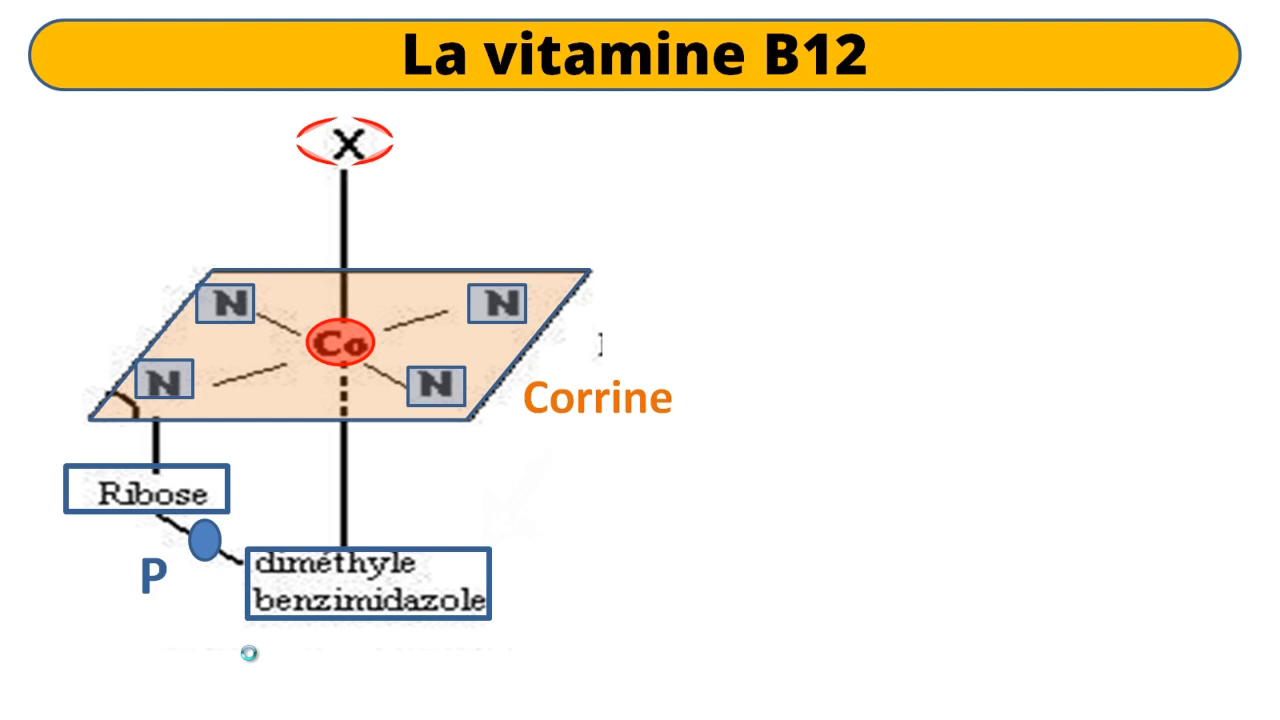 La vitamine B12
X
N
N
Co
N
N
Corrine
Ribose
P
diméthyle
benzimidazole